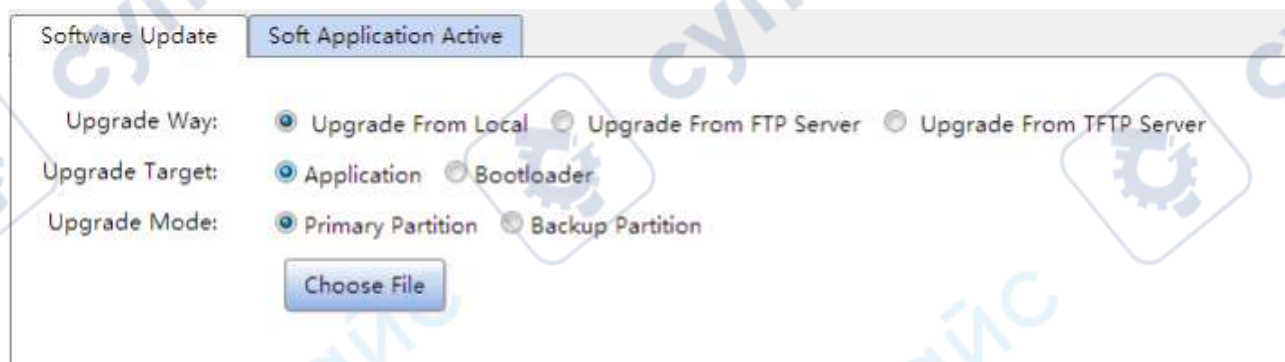 Software Update Soft Application Active
Upgrade Way: Upgrade From Local Upgrade From FTP Server Upgrade From TFTP Server
Upgrade Target: Application Bootloader
Upgrade Mode: Primary Partition Backup Partition
Choose File